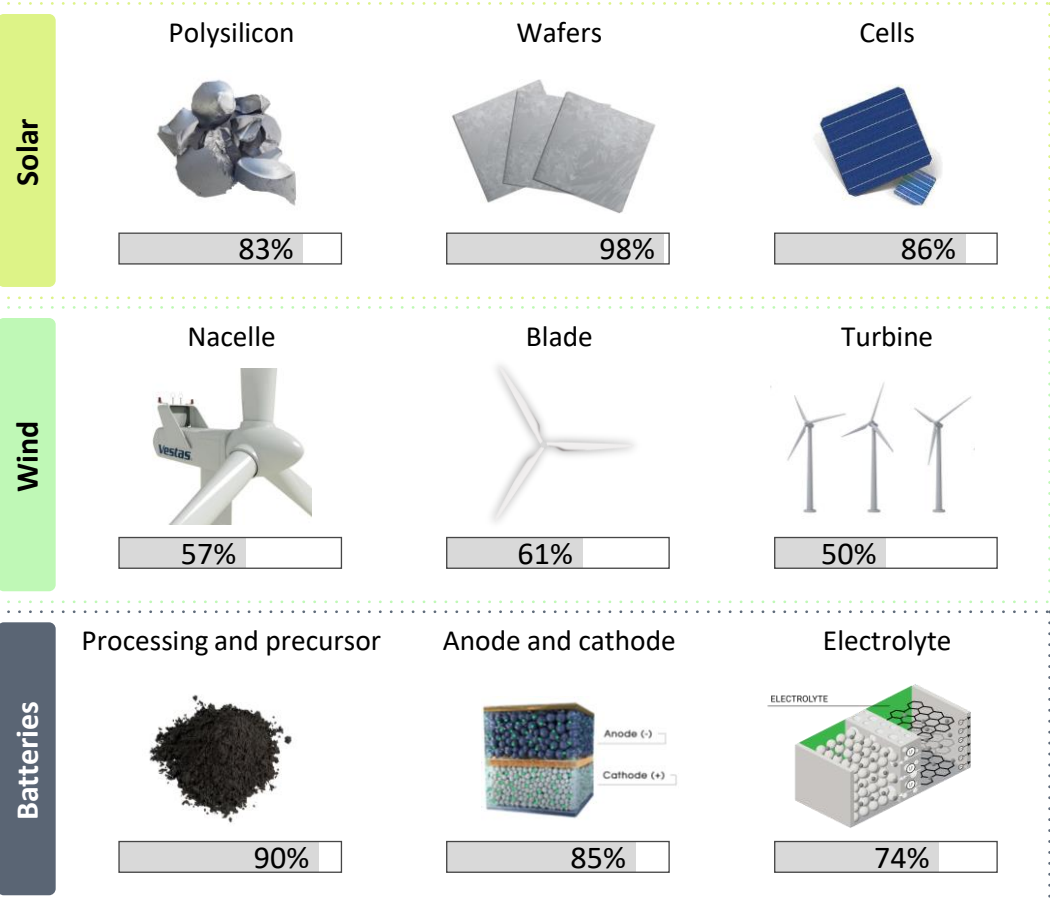 Solar
Polysilicon
Wafers
Cells
83%
98%
86%
Wind
Nacelle
Blade
Turbine
Vestas
57%
61%
50%
Batteries
Processing and precursor
Anode and cathode
Electrolyte
ELECTROLYTE
Anode (-)
Cathode (+)
90%
85%
74%